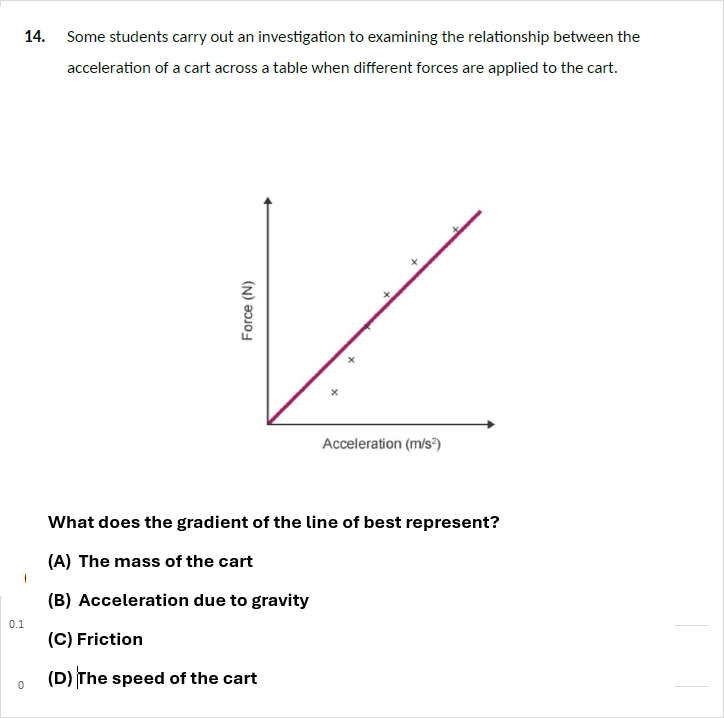 14. Some students carry out an investigation to examining the relationship between the
acceleration of a cart across a table when different forces are applied to the cart.
Force (N)
Acceleration (m/s²)
What does the gradient of the line of best represent?
(A) The mass of the cart
(B) Acceleration due to gravity
0.1
(C) Friction
0
(D) The speed of the cart